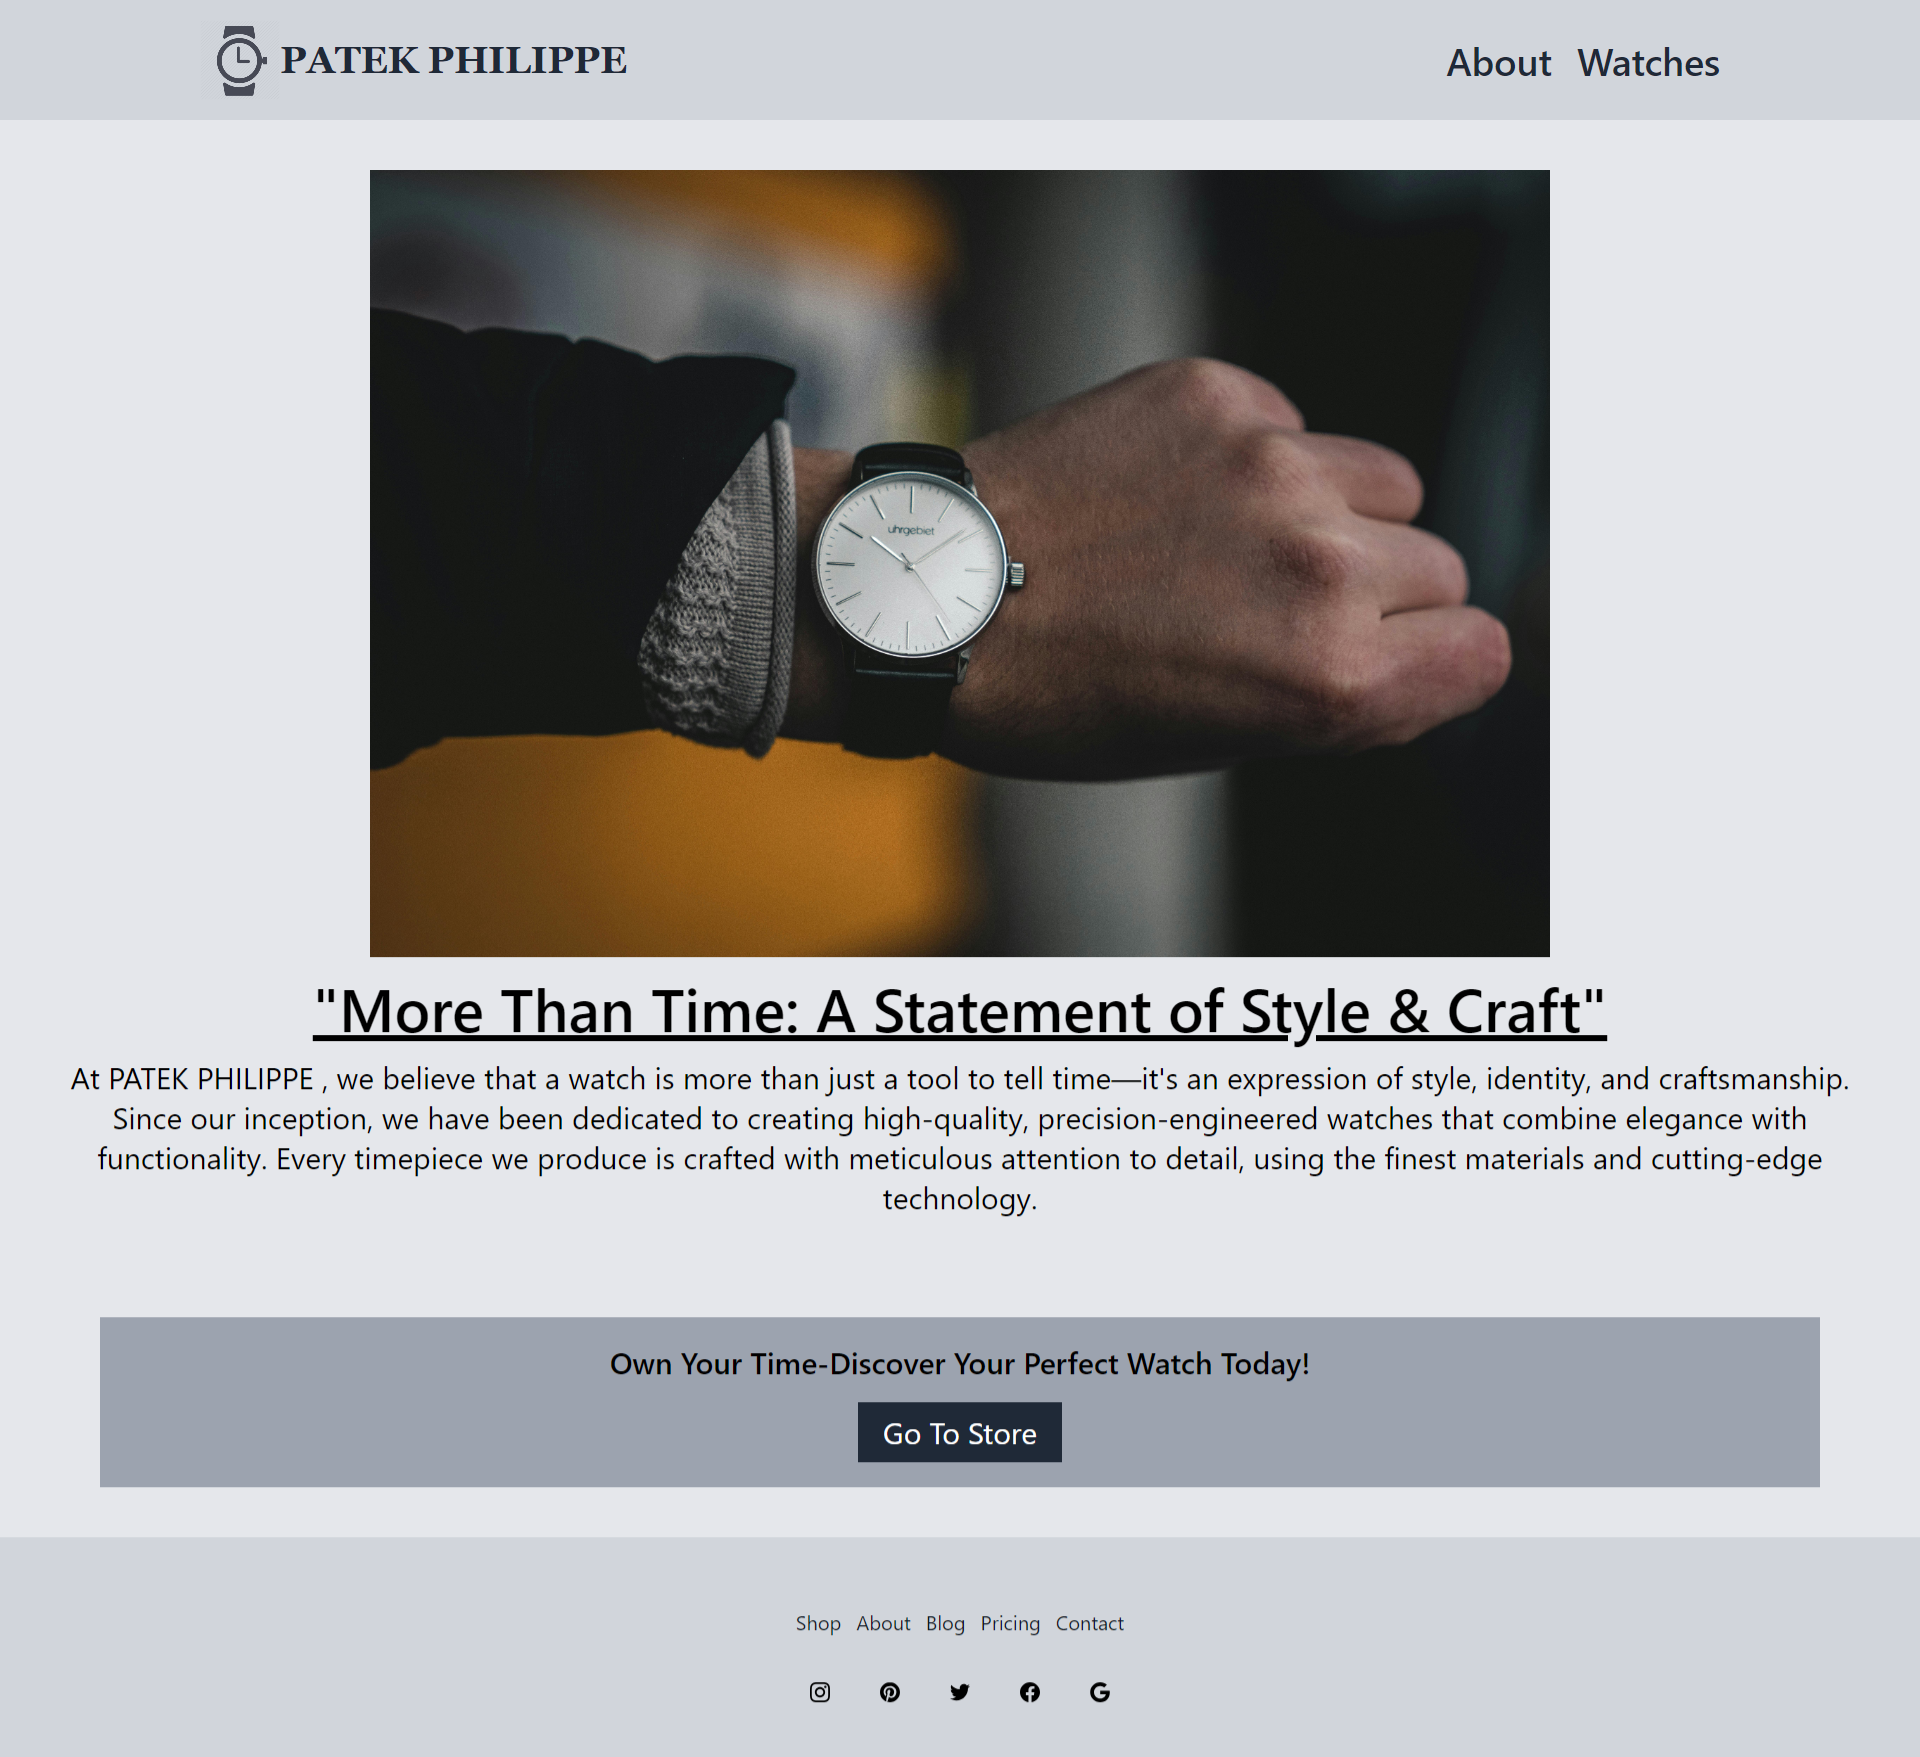 PATEK PHILIPPE
About Watches
uhrgebiet
"More Than Time: A Statement of Style & Craft"
At PATEK PHILIPPE , we believe that a watch is more than just a tool to tell time—it's an expression of style, identity, and craftsmanship.
Since our inception, we have been dedicated to creating high-quality, precision-engineered watches that combine elegance with
functionality. Every timepiece we produce is crafted with meticulous attention to detail, using the finest materials and cutting-edge
technology.
Own Your Time-Discover Your Perfect Watch Today!
Go To Store
Shop About Blog Pricing Contact